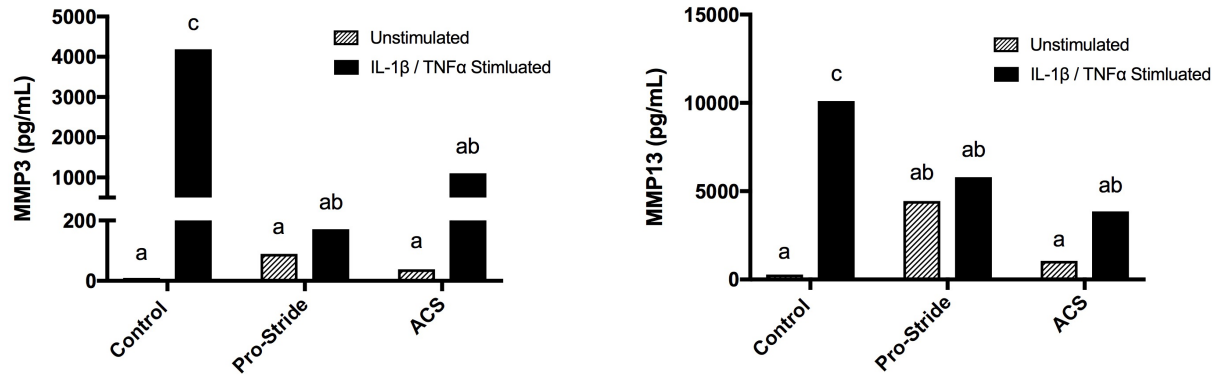 MMP3 (pg/mL)
5000
4000
3000
2000
1000
200
0
Unstimulated
IL-1β / TNFα Stimluated
a
c
a
ab
a
ab
Control
Pro-Stride
ACS
MMP13 (pg/mL)
15000
10000
5000
0
Unstimulated
IL-1β / TNFα Stimluated
a
c
ab
ab
a
ab
Control
Pro-Stride
ACS